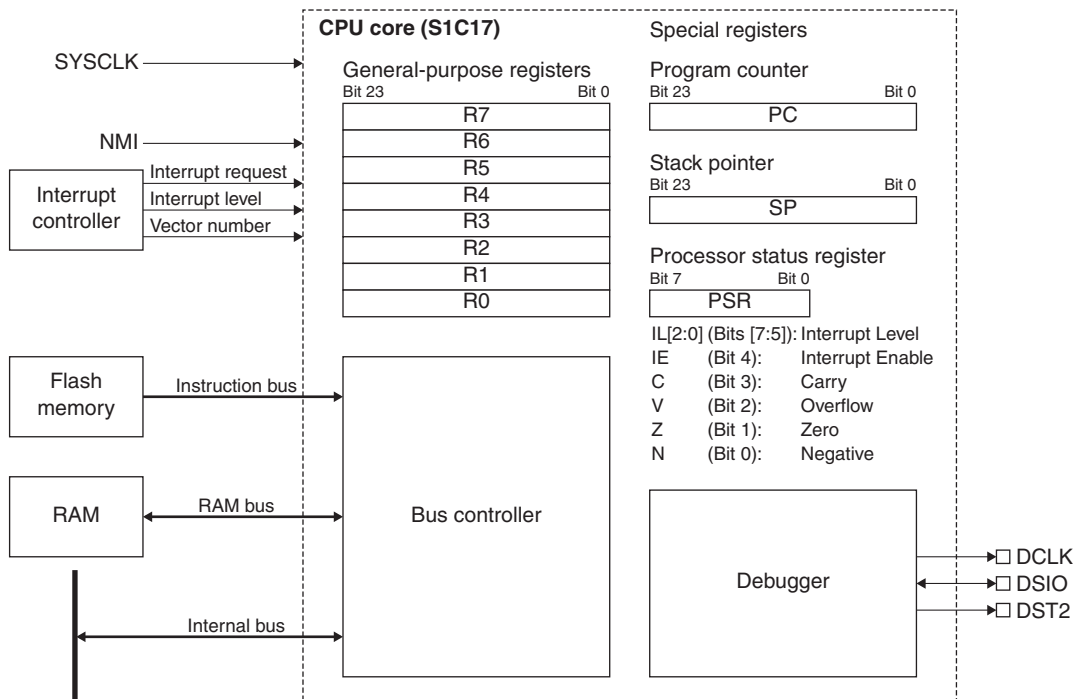 CPU core (S1C17)
Special registers
SYSCLK
General-purpose registers
Bit 23 Bit 0
R7
R6
R5
R4
R3
R2
R1
R0
Program counter
Bit 23 Bit 0
PC
NMI
Interrupt controller
Interrupt request
Interrupt level
Vector number
Stack pointer
Bit 23 Bit 0
SP
Processor status register
Bit 7 Bit 0
PSR
IL[2:0] (Bits [7:5]): Interrupt Level
IE (Bit 4): Interrupt Enable
C (Bit 3): Carry
V (Bit 2): Overflow
Z (Bit 1): Zero
N (Bit 0): Negative
Flash
memory
Instruction bus
RAM
RAM bus
Bus controller
Internal bus
Debugger
DCLK
DSIO
DST2